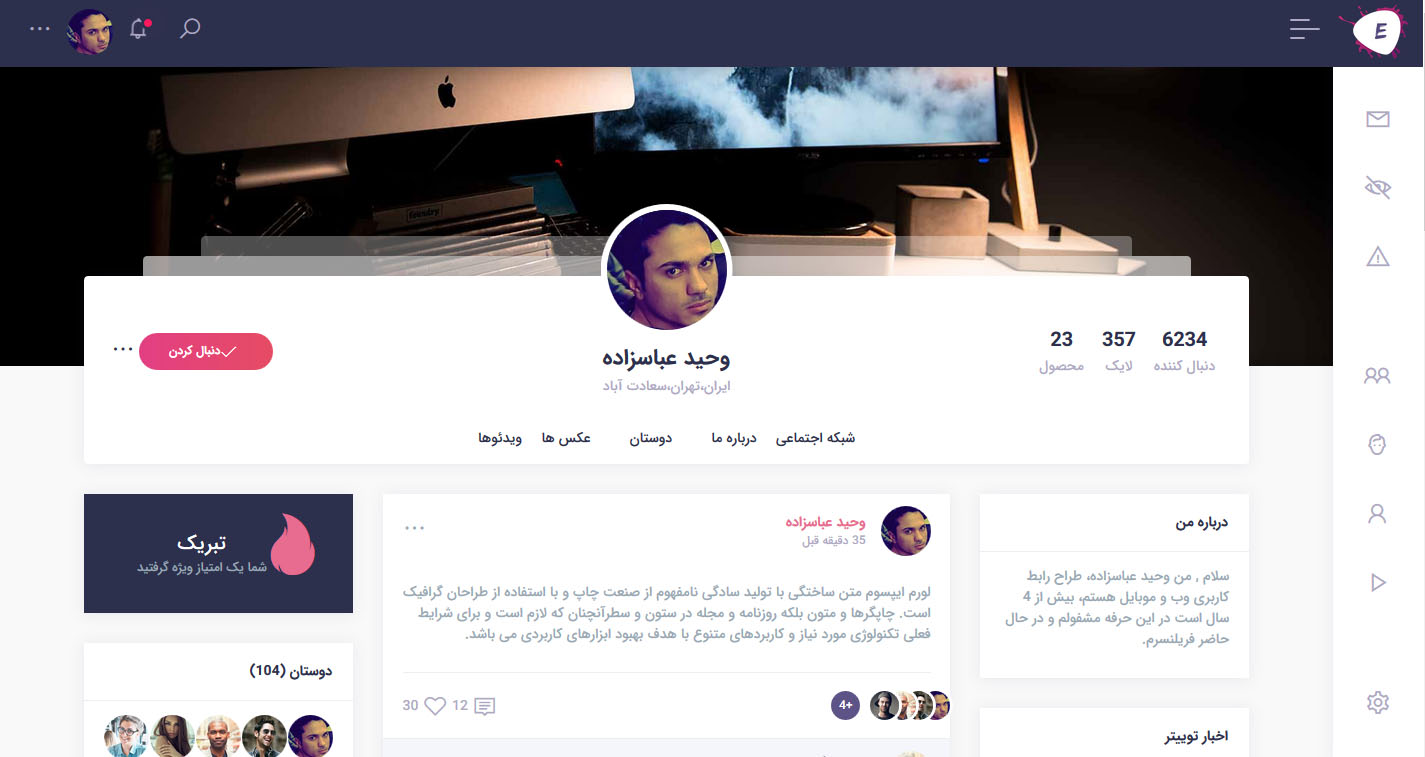 E
foundry
وحید عباسزاده
ایران،تهران،سعادت آباد
6234
دنبال کننده
357
لایک
23
محصول
دنبال کردن
شبکه اجتماعی
درباره ما
دوستان
عکس ها
ویدئوها
درباره من
سلام , من وحید عباسزاده، طراح رابط
کاربری وب و موبایل هستم، بیش از 4
سال است در این حرفه مشفولم و در حال
حاضر فریلنسرم.
اخبار توییتر
وحید عباسزاده
35 دقیقه قبل
لورم ایپسوم متن ساختگی با تولید سادگی نامفهوم از صنعت چاپ و با استفاده از طراحان گرافیک
است. چاپگرها و متون بلکه روزنامه و مجله در ستون و سطرآنچنان که لازم است و برای شرایط
فعلی تکنولوژی مورد نیاز و کاربردهای متنوع با هدف بهبود ابزارهای کاربردی می باشد.
4+
12
30
تبریک
شما یک امتیاز ویژه گرفتید
دوستان (104)